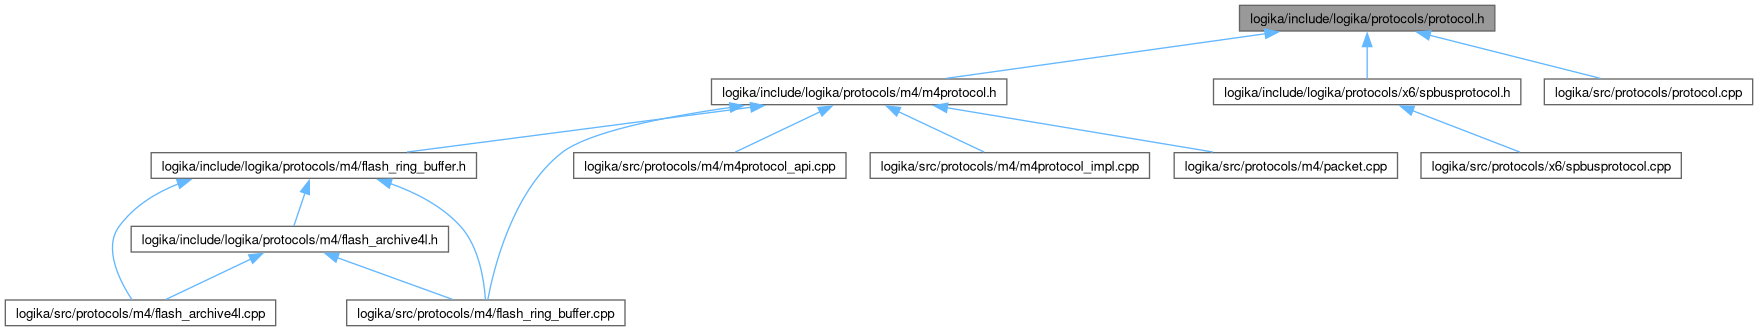 logika/include/logika/protocols/protocol.h
logika/include/logika/protocols/m4/m4protocol.h
logika/include/logika/protocols/x6/spbusprotocol.h
logika/src/protocols/protocol.cpp
logika/include/logika/protocols/m4/flash_ring_buffer.h
logika/src/protocols/m4/m4protocol_api.cpp
logika/src/protocols/m4/m4protocol_impl.cpp
logika/src/protocols/m4/packet.cpp
logika/src/protocols/x6/spbusprotocol.cpp
logika/include/logika/protocols/m4/flash_archive4l.h
logika/src/protocols/m4/flash_archive4l.cpp
logika/src/protocols/m4/flash_ring_buffer.cpp